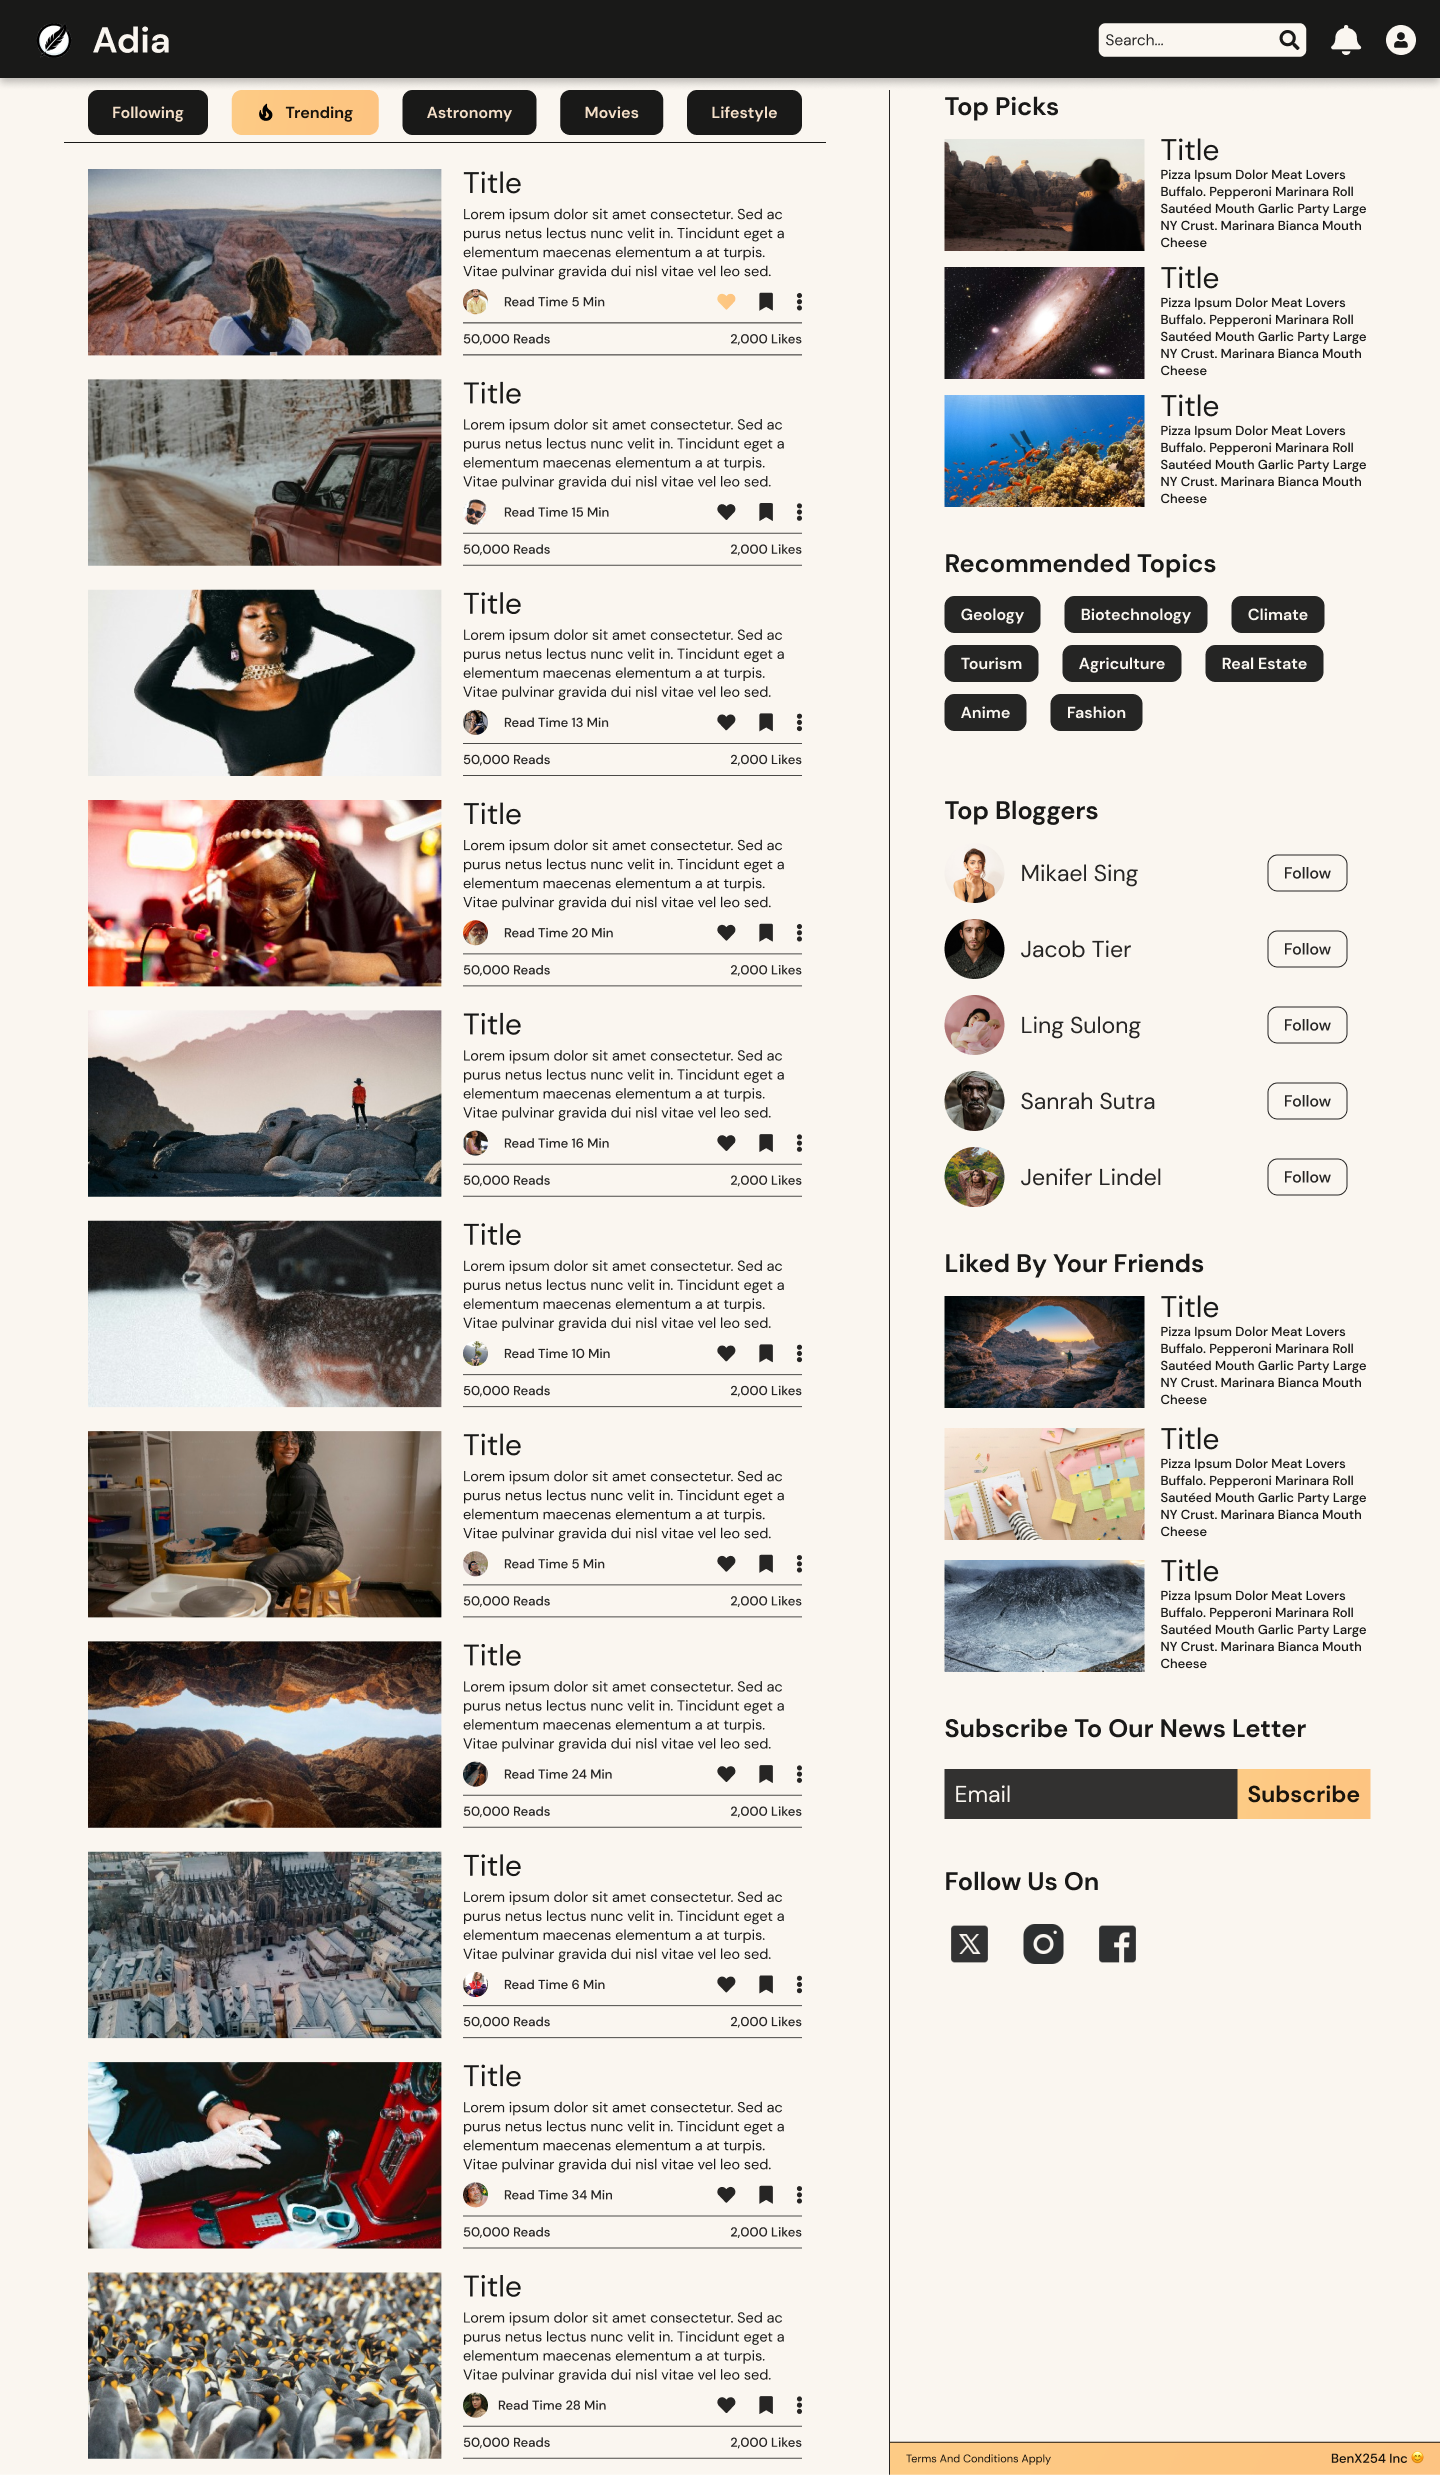 Adia
Search...
Following
Trending
Astronomy
Movies
Lifestyle
Title
Lorem ipsum dolor sit amet consectetur. Sed ac
purus netus lectus nunc velit in. Tincidunt eget a
elementum maecenas elementum a at turpis.
Vitae pulvinar gravida dui nisl vitae vel leo sed.
Read Time 5 Min
50,000 Reads
2,000 Likes
Title
Lorem ipsum dolor sit amet consectetur. Sed ac
purus netus lectus nunc velit in. Tincidunt eget a
elementum maecenas elementum a at turpis.
Vitae pulvinar gravida dui nisl vitae vel leo sed.
Read Time 15 Min
50,000 Reads
2,000 Likes
Title
Lorem ipsum dolor sit amet consectetur. Sed ac
purus netus lectus nunc velit in. Tincidunt eget a
elementum maecenas elementum a at turpis.
Vitae pulvinar gravida dui nisl vitae vel leo sed.
Read Time 13 Min
50,000 Reads
2,000 Likes
Title
Lorem ipsum dolor sit amet consectetur. Sed ac
purus netus lectus nunc velit in. Tincidunt eget a
elementum maecenas elementum a at turpis.
Vitae pulvinar gravida dui nisl vitae vel leo sed.
Read Time 20 Min
50,000 Reads
2,000 Likes
Title
Lorem ipsum dolor sit amet consectetur. Sed ac
purus netus lectus nunc velit in. Tincidunt eget a
elementum maecenas elementum a at turpis.
Vitae pulvinar gravida dui nisl vitae vel leo sed.
Read Time 16 Min
50,000 Reads
2,000 Likes
Title
Lorem ipsum dolor sit amet consectetur. Sed ac
purus netus lectus nunc velit in. Tincidunt eget a
elementum maecenas elementum a at turpis.
Vitae pulvinar gravida dui nisl vitae vel leo sed.
Read Time 10 Min
50,000 Reads
2,000 Likes
Title
Lorem ipsum dolor sit amet consectetur. Sed ac
purus netus lectus nunc velit in. Tincidunt eget a
elementum maecenas elementum a at turpis.
Vitae pulvinar gravida dui nisl vitae vel leo sed.
Read Time 5 Min
50,000 Reads
2,000 Likes
Title
Lorem ipsum dolor sit amet consectetur. Sed ac
purus netus lectus nunc velit in. Tincidunt eget a
elementum maecenas elementum a at turpis.
Vitae pulvinar gravida dui nisl vitae vel leo sed.
Read Time 24 Min
50,000 Reads
2,000 Likes
Title
Lorem ipsum dolor sit amet consectetur. Sed ac
purus netus lectus nunc velit in. Tincidunt eget a
elementum maecenas elementum a at turpis.
Vitae pulvinar gravida dui nisl vitae vel leo sed.
Read Time 6 Min
50,000 Reads
2,000 Likes
Title
Lorem ipsum dolor sit amet consectetur. Sed ac
purus netus lectus nunc velit in. Tincidunt eget a
elementum maecenas elementum a at turpis.
Vitae pulvinar gravida dui nisl vitae vel leo sed.
Read Time 34 Min
50,000 Reads
2,000 Likes
Title
Lorem ipsum dolor sit amet consectetur. Sed ac
purus netus lectus nunc velit in. Tincidunt eget a
elementum maecenas elementum a at turpis.
Vitae pulvinar gravida dui nisl vitae vel leo sed.
Read Time 28 Min
50,000 Reads
2,000 Likes
Top Picks
Title
Pizza Ipsum Dolor Meat Lovers
Buffalo. Pepperoni Marinara Roll
Sautéed Mouth Garlic Party Large
NY Crust. Marinara Bianca Mouth
Cheese
Title
Pizza Ipsum Dolor Meat Lovers
Buffalo. Pepperoni Marinara Roll
Sautéed Mouth Garlic Party Large
NY Crust. Marinara Bianca Mouth
Cheese
Title
Pizza Ipsum Dolor Meat Lovers
Buffalo. Pepperoni Marinara Roll
Sautéed Mouth Garlic Party Large
NY Crust. Marinara Bianca Mouth
Cheese
Recommended Topics
Geology
Biotechnology
Climate
Tourism
Agriculture
Real Estate
Anime
Fashion
Top Bloggers
Mikael Sing
Follow
Jacob Tier
Follow
Ling Sulong
Follow
Sanrah Sutra
Follow
Jenifer Lindel
Follow
Liked By Your Friends
Title
Pizza Ipsum Dolor Meat Lovers
Buffalo. Pepperoni Marinara Roll
Sautéed Mouth Garlic Party Large
NY Crust. Marinara Bianca Mouth
Cheese
Title
Pizza Ipsum Dolor Meat Lovers
Buffalo. Pepperoni Marinara Roll
Sautéed Mouth Garlic Party Large
NY Crust. Marinara Bianca Mouth
Cheese
Title
Pizza Ipsum Dolor Meat Lovers
Buffalo. Pepperoni Marinara Roll
Sautéed Mouth Garlic Party Large
NY Crust. Marinara Bianca Mouth
Cheese
Subscribe To Our News Letter
Email
Subscribe
Follow Us On
Terms And Conditions Apply
BenX254 Inc 😊